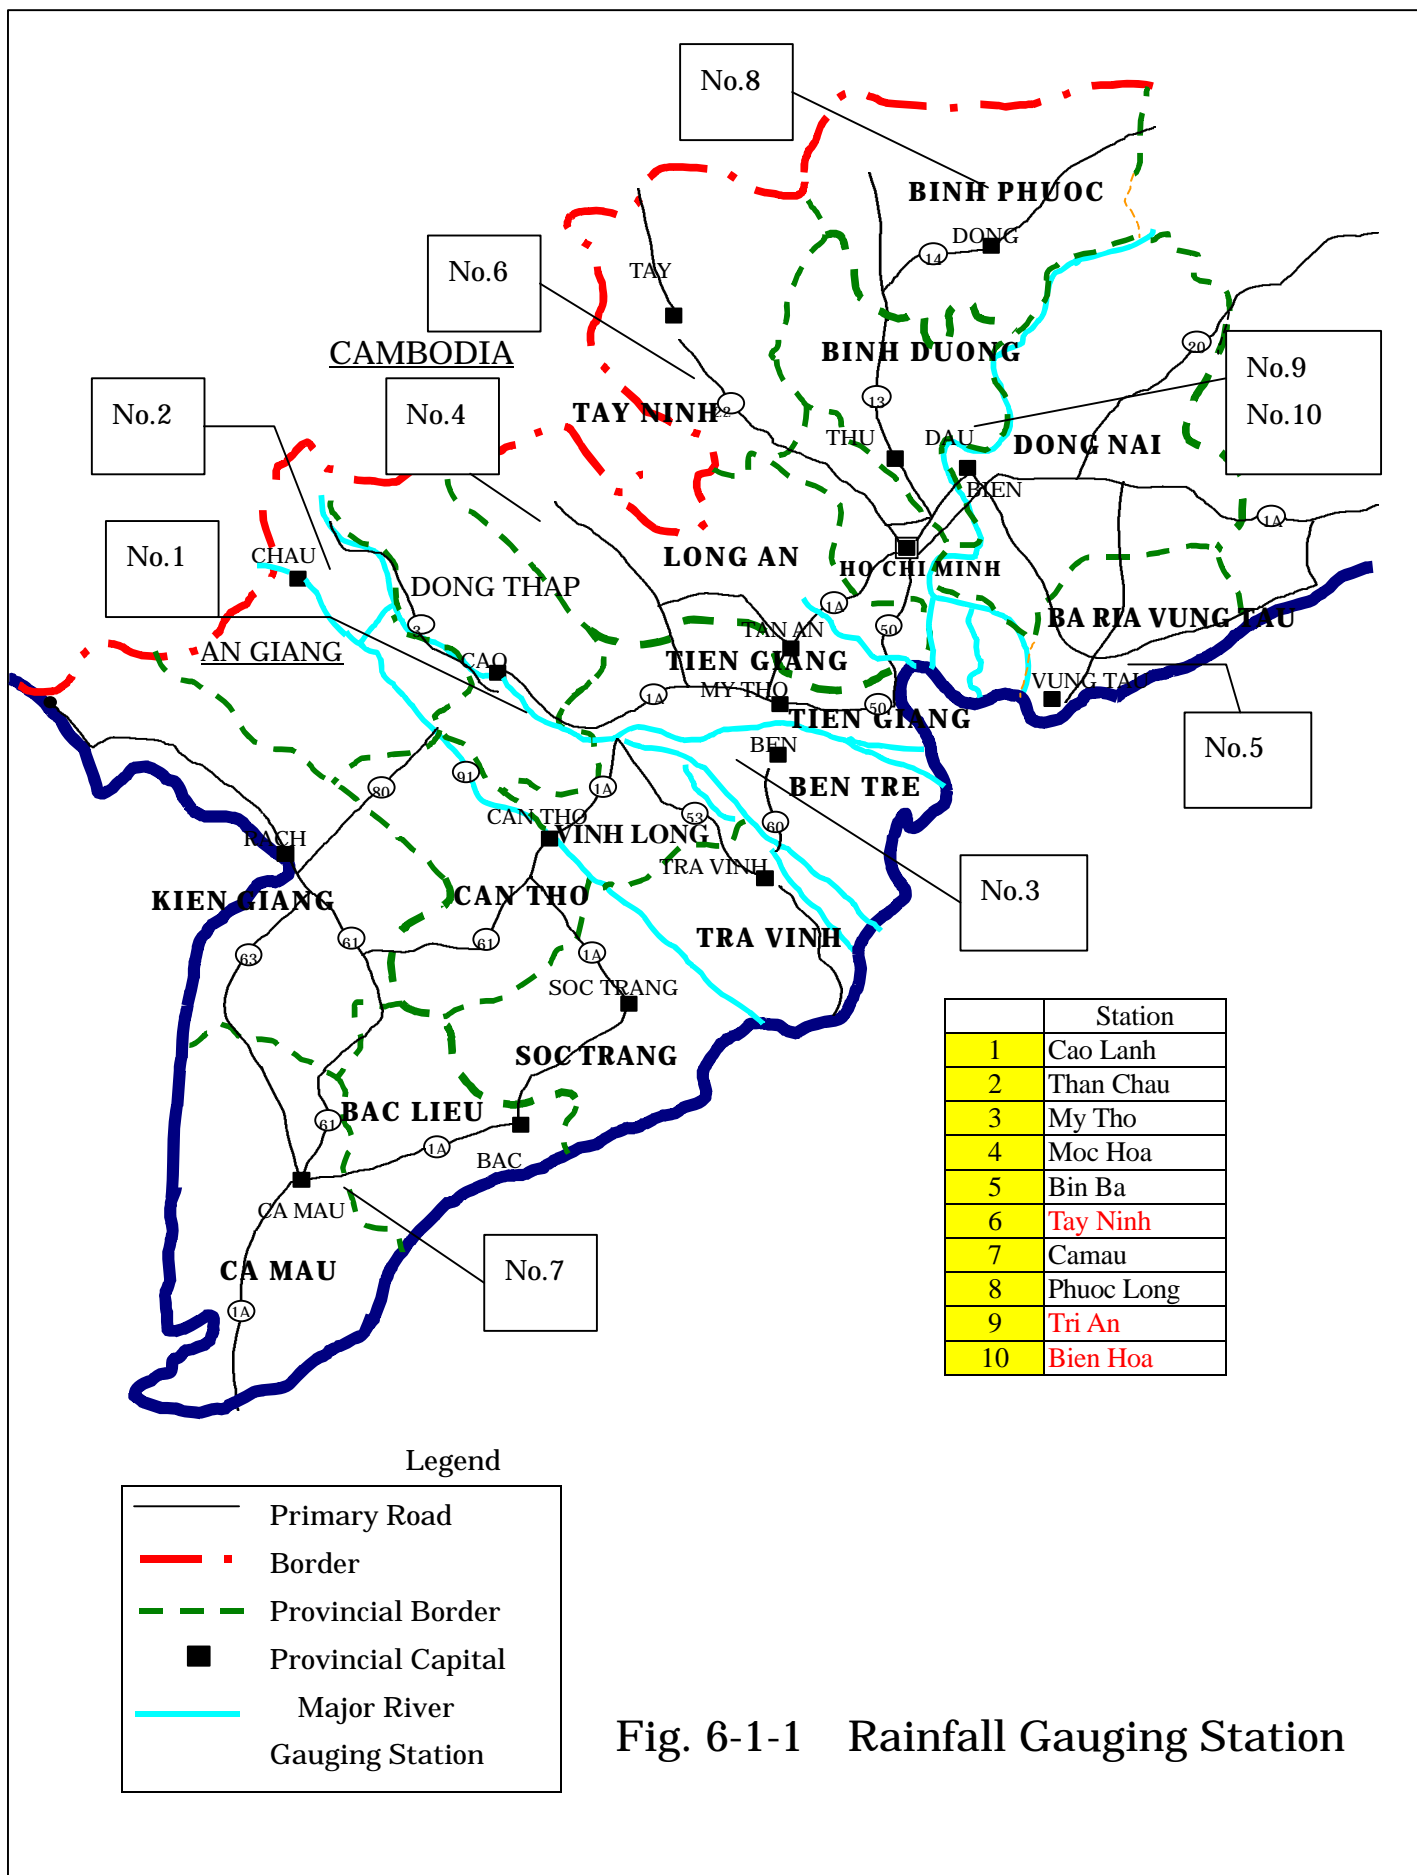 No.8
BINH PHUOC
DONG
14
No.6
TAY
CAMBODIA
BINH DUONG
20
No.9
No.10
No.2
No.4
TAY NINH
22
13
THU
DAU
DONG NAI
BIEN
1A
No.1
CHAU
LONG AN
HO CHI MINH
DONG THAP
3
1A
50
BA RIA VUNG TAU
AN GIANG
CAO
TAN AN
TIEN GIANG
VUNG TAU
1A
MY THO
50
TIEN GIANG
No.5
BEN
BEN TRE
80
91
1A
53
60
CAN THO
VINH LONG
RACH
TRA VINH
KIEN GIANG
CAN THO
No.3
61
61
63
1A
TRA VINH
SOC TRANG
SOC TRANG
BAC LIEU
61
1A
BAC
CA MAU
No.7
CA MAU
1A
Station
1 Cao Lanh
2 Than Chau
3 My Tho
4 Moc Hoa
5 Bin Ba
6 Tay Ninh
7 Camau
8 Phuoc Long
9 Tri An
10 Bien Hoa
Legend
Primary Road
Border
Provincial Border
Provincial Capital
Major River
Gauging Station
Fig. 6-1-1 Rainfall Gauging Station